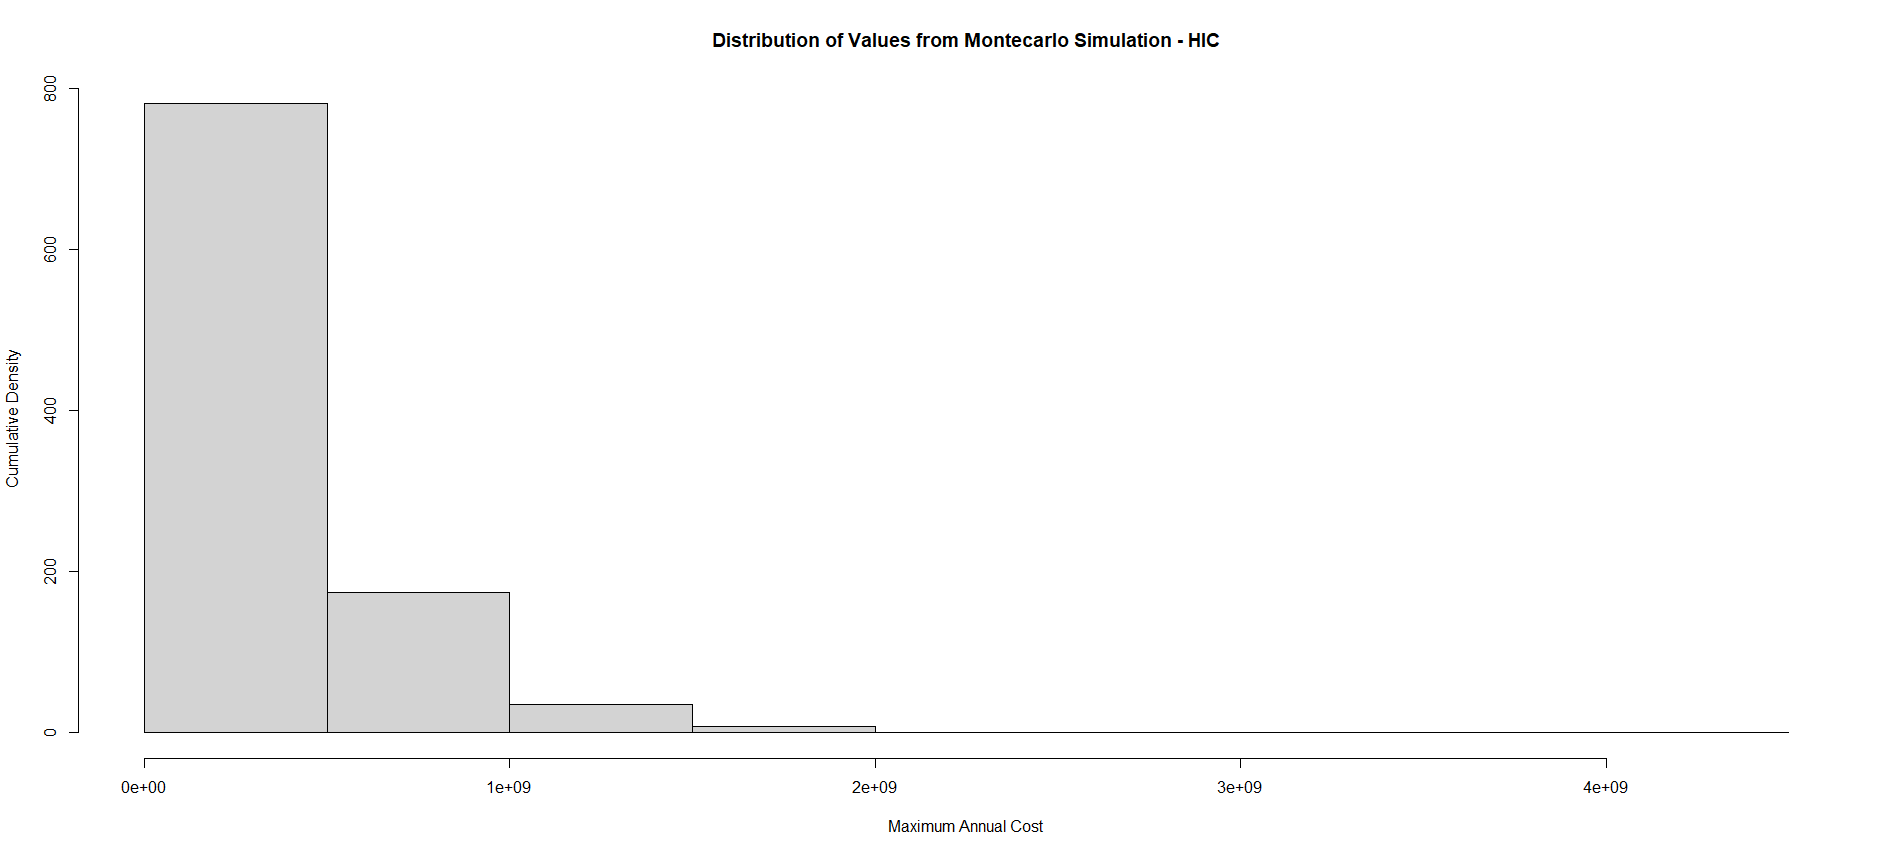 Distribution of Values from Montecarlo Simulation - HIC
800
600
400
200
0
Cumulative Density
0e+00 1e+09 2e+09 3e+09 4e+09
Maximum Annual Cost